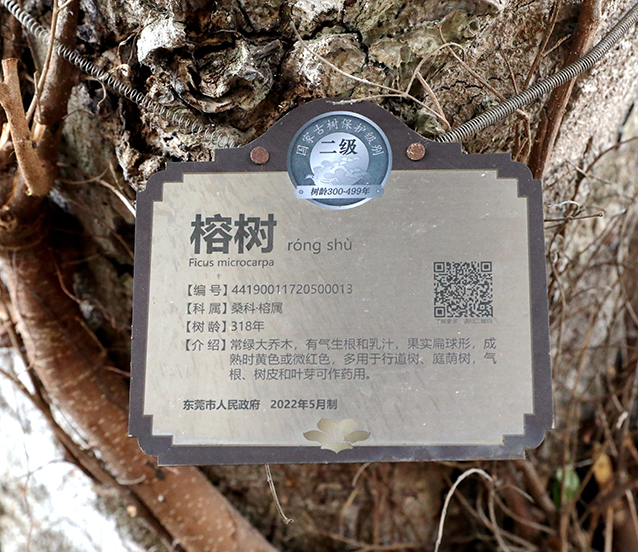 国家古树保护级别
二级
树龄300-499年
榕树 róng shù
Ficus microcarpa
【编 号】44190011720500013
【科 属】桑科·榕属
【树 龄】318年
【介 绍】常绿大乔木，有气生根和乳汁，果实扁球形，成
熟时黄色或微红色，多用于行道树、庭荫树，气
根、树皮和叶芽可作药用。
东莞市人民政府 2022年5月制